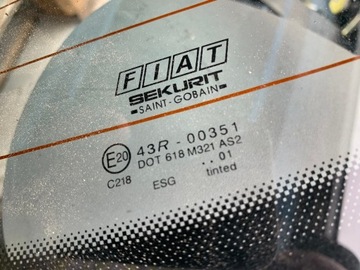 FIAT
SEKURIT
-SAINT-GOBAIN-
E20 43R - 00351
DOT 618 M321 AS2
..01
C218 ESG tinted